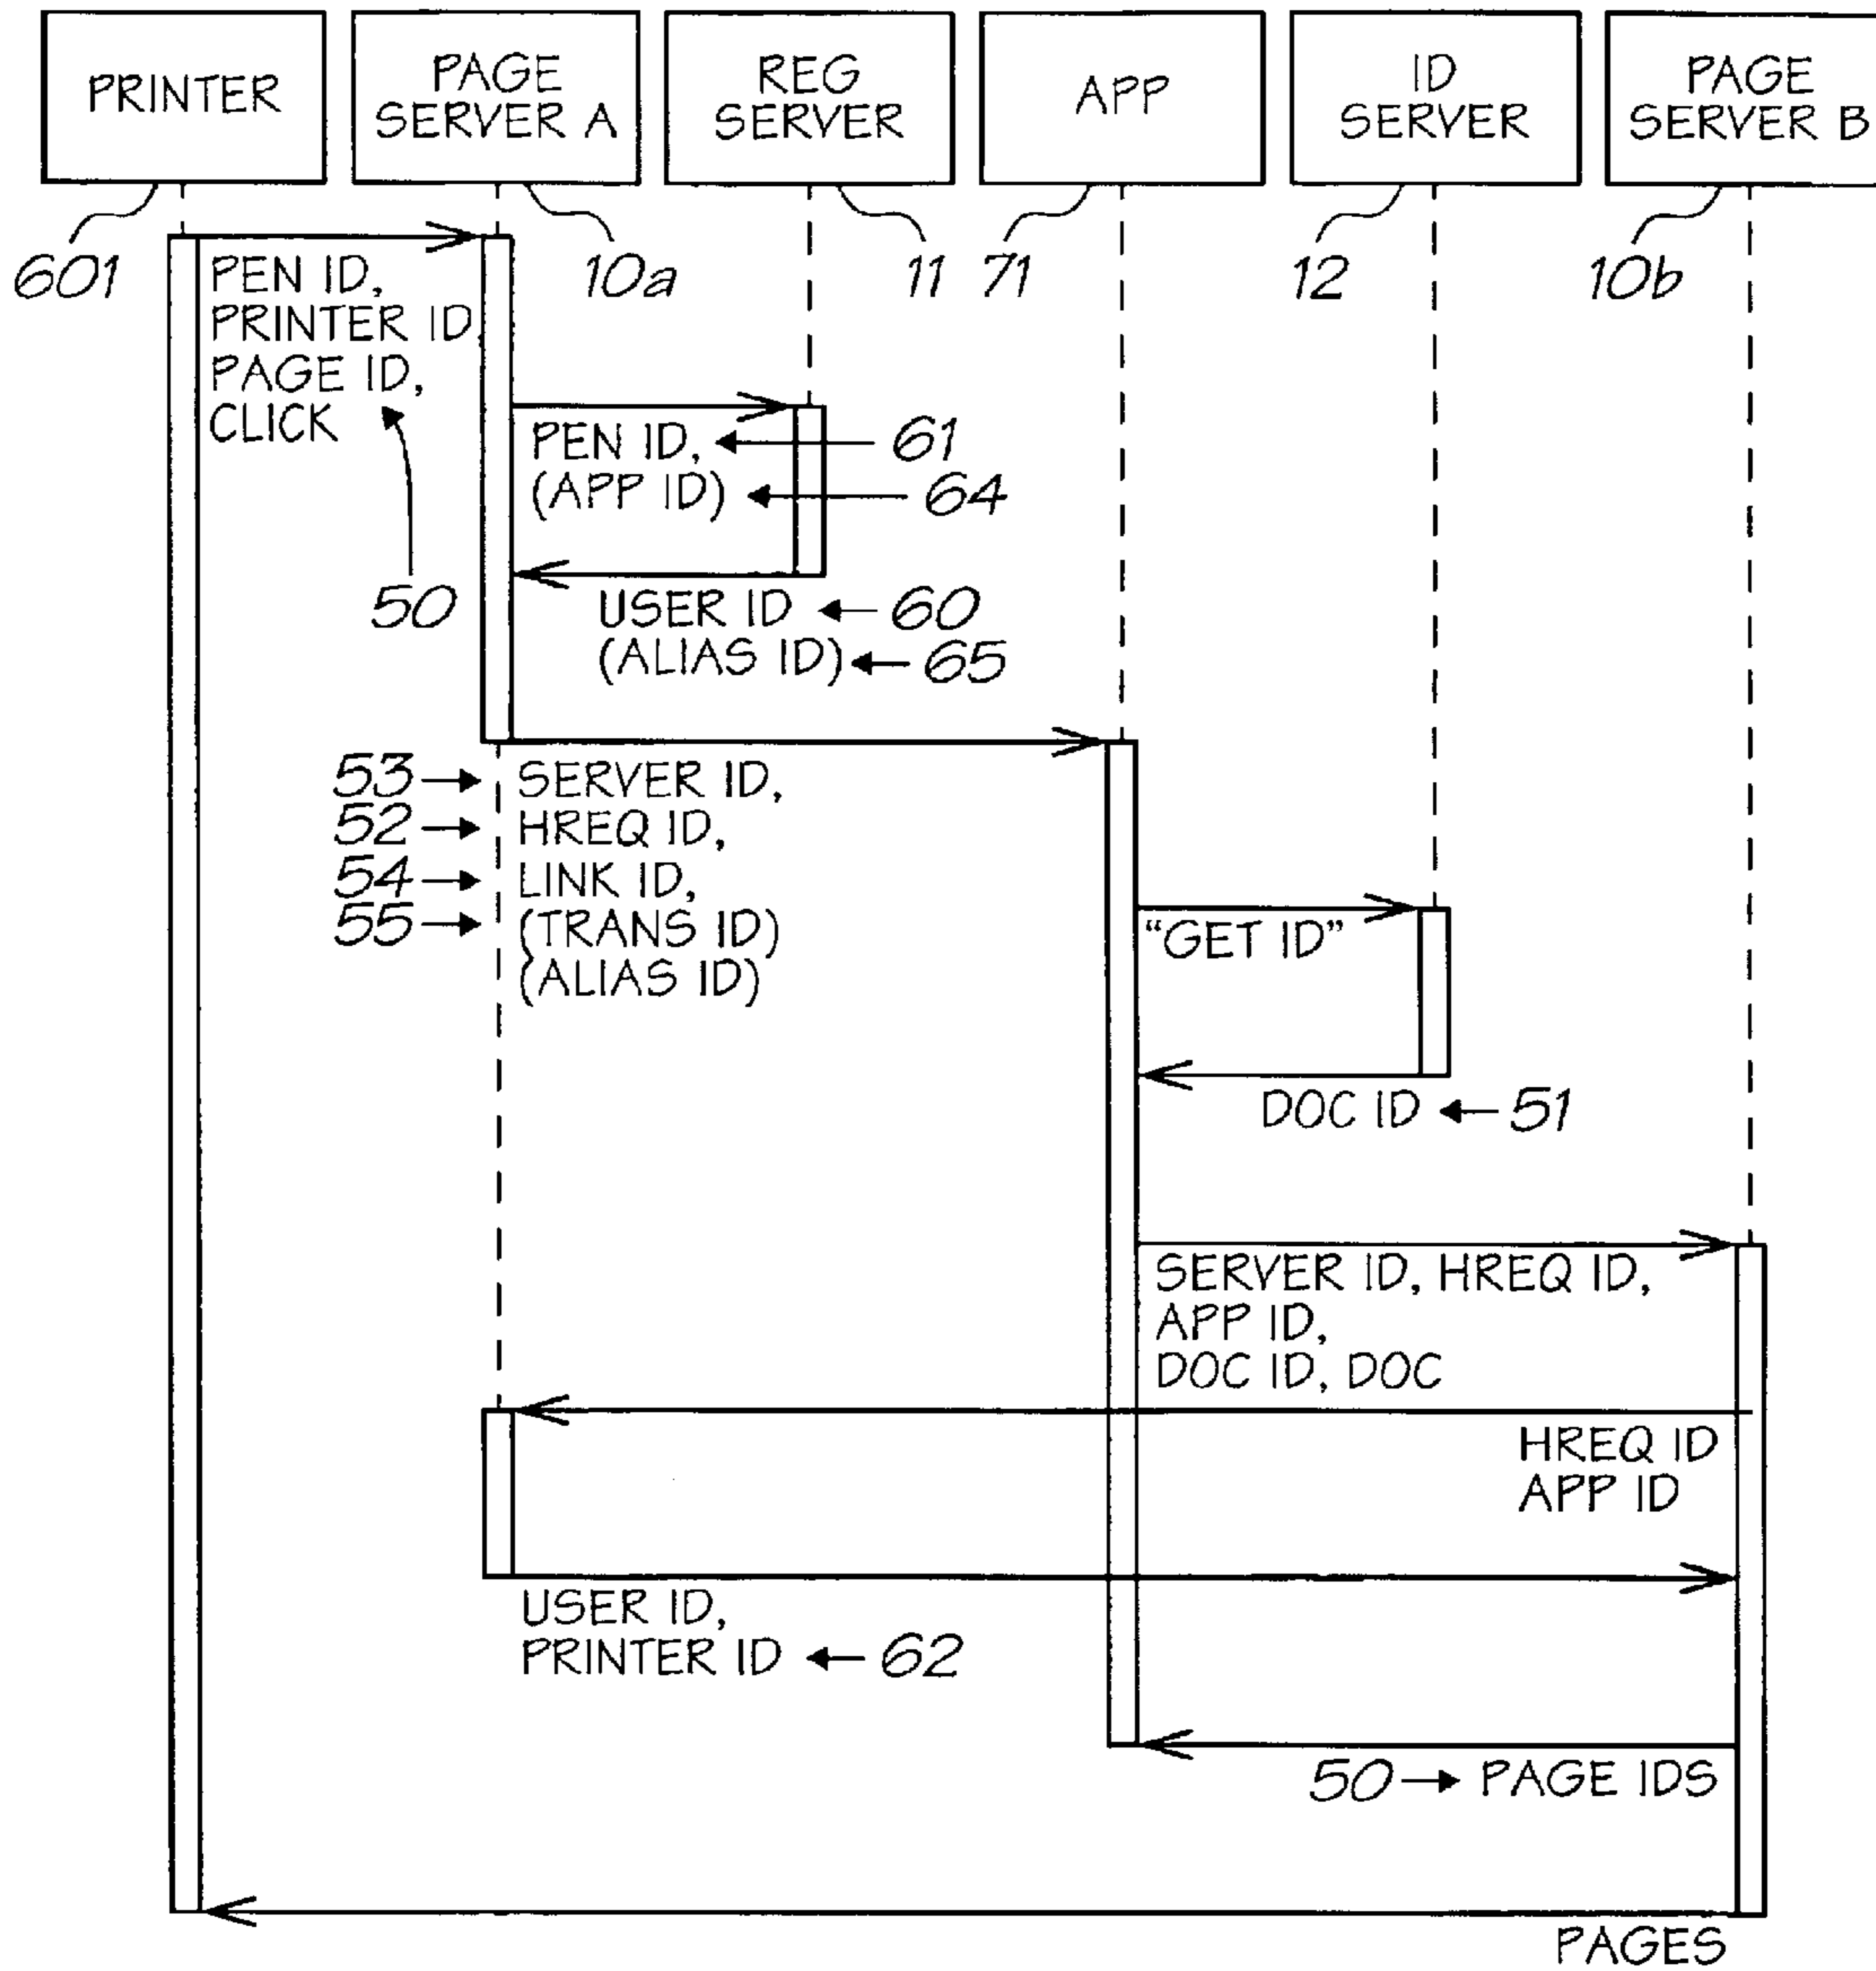 PRINTER
PAGE
SERVER A
REG
SERVER
APP
ID
SERVER
PAGE
SERVER B
601
10a
11
71
12
10b
PEN ID,
PRINTER ID
PAGE ID,
CLICK
50
PEN ID,
61
(APP ID)
64
USER ID
60
(ALIAS ID)
65
53
SERVER ID,
52
HREQ ID,
54
LINK ID,
55
(TRANS ID)
(ALIAS ID)
“GET ID”
DOC ID
51
SERVER ID, HREQ ID,
APP ID,
DOC ID, DOC
HREQ ID
APP ID
USER ID,
PRINTER ID
62
50
PAGE IDS
PAGES